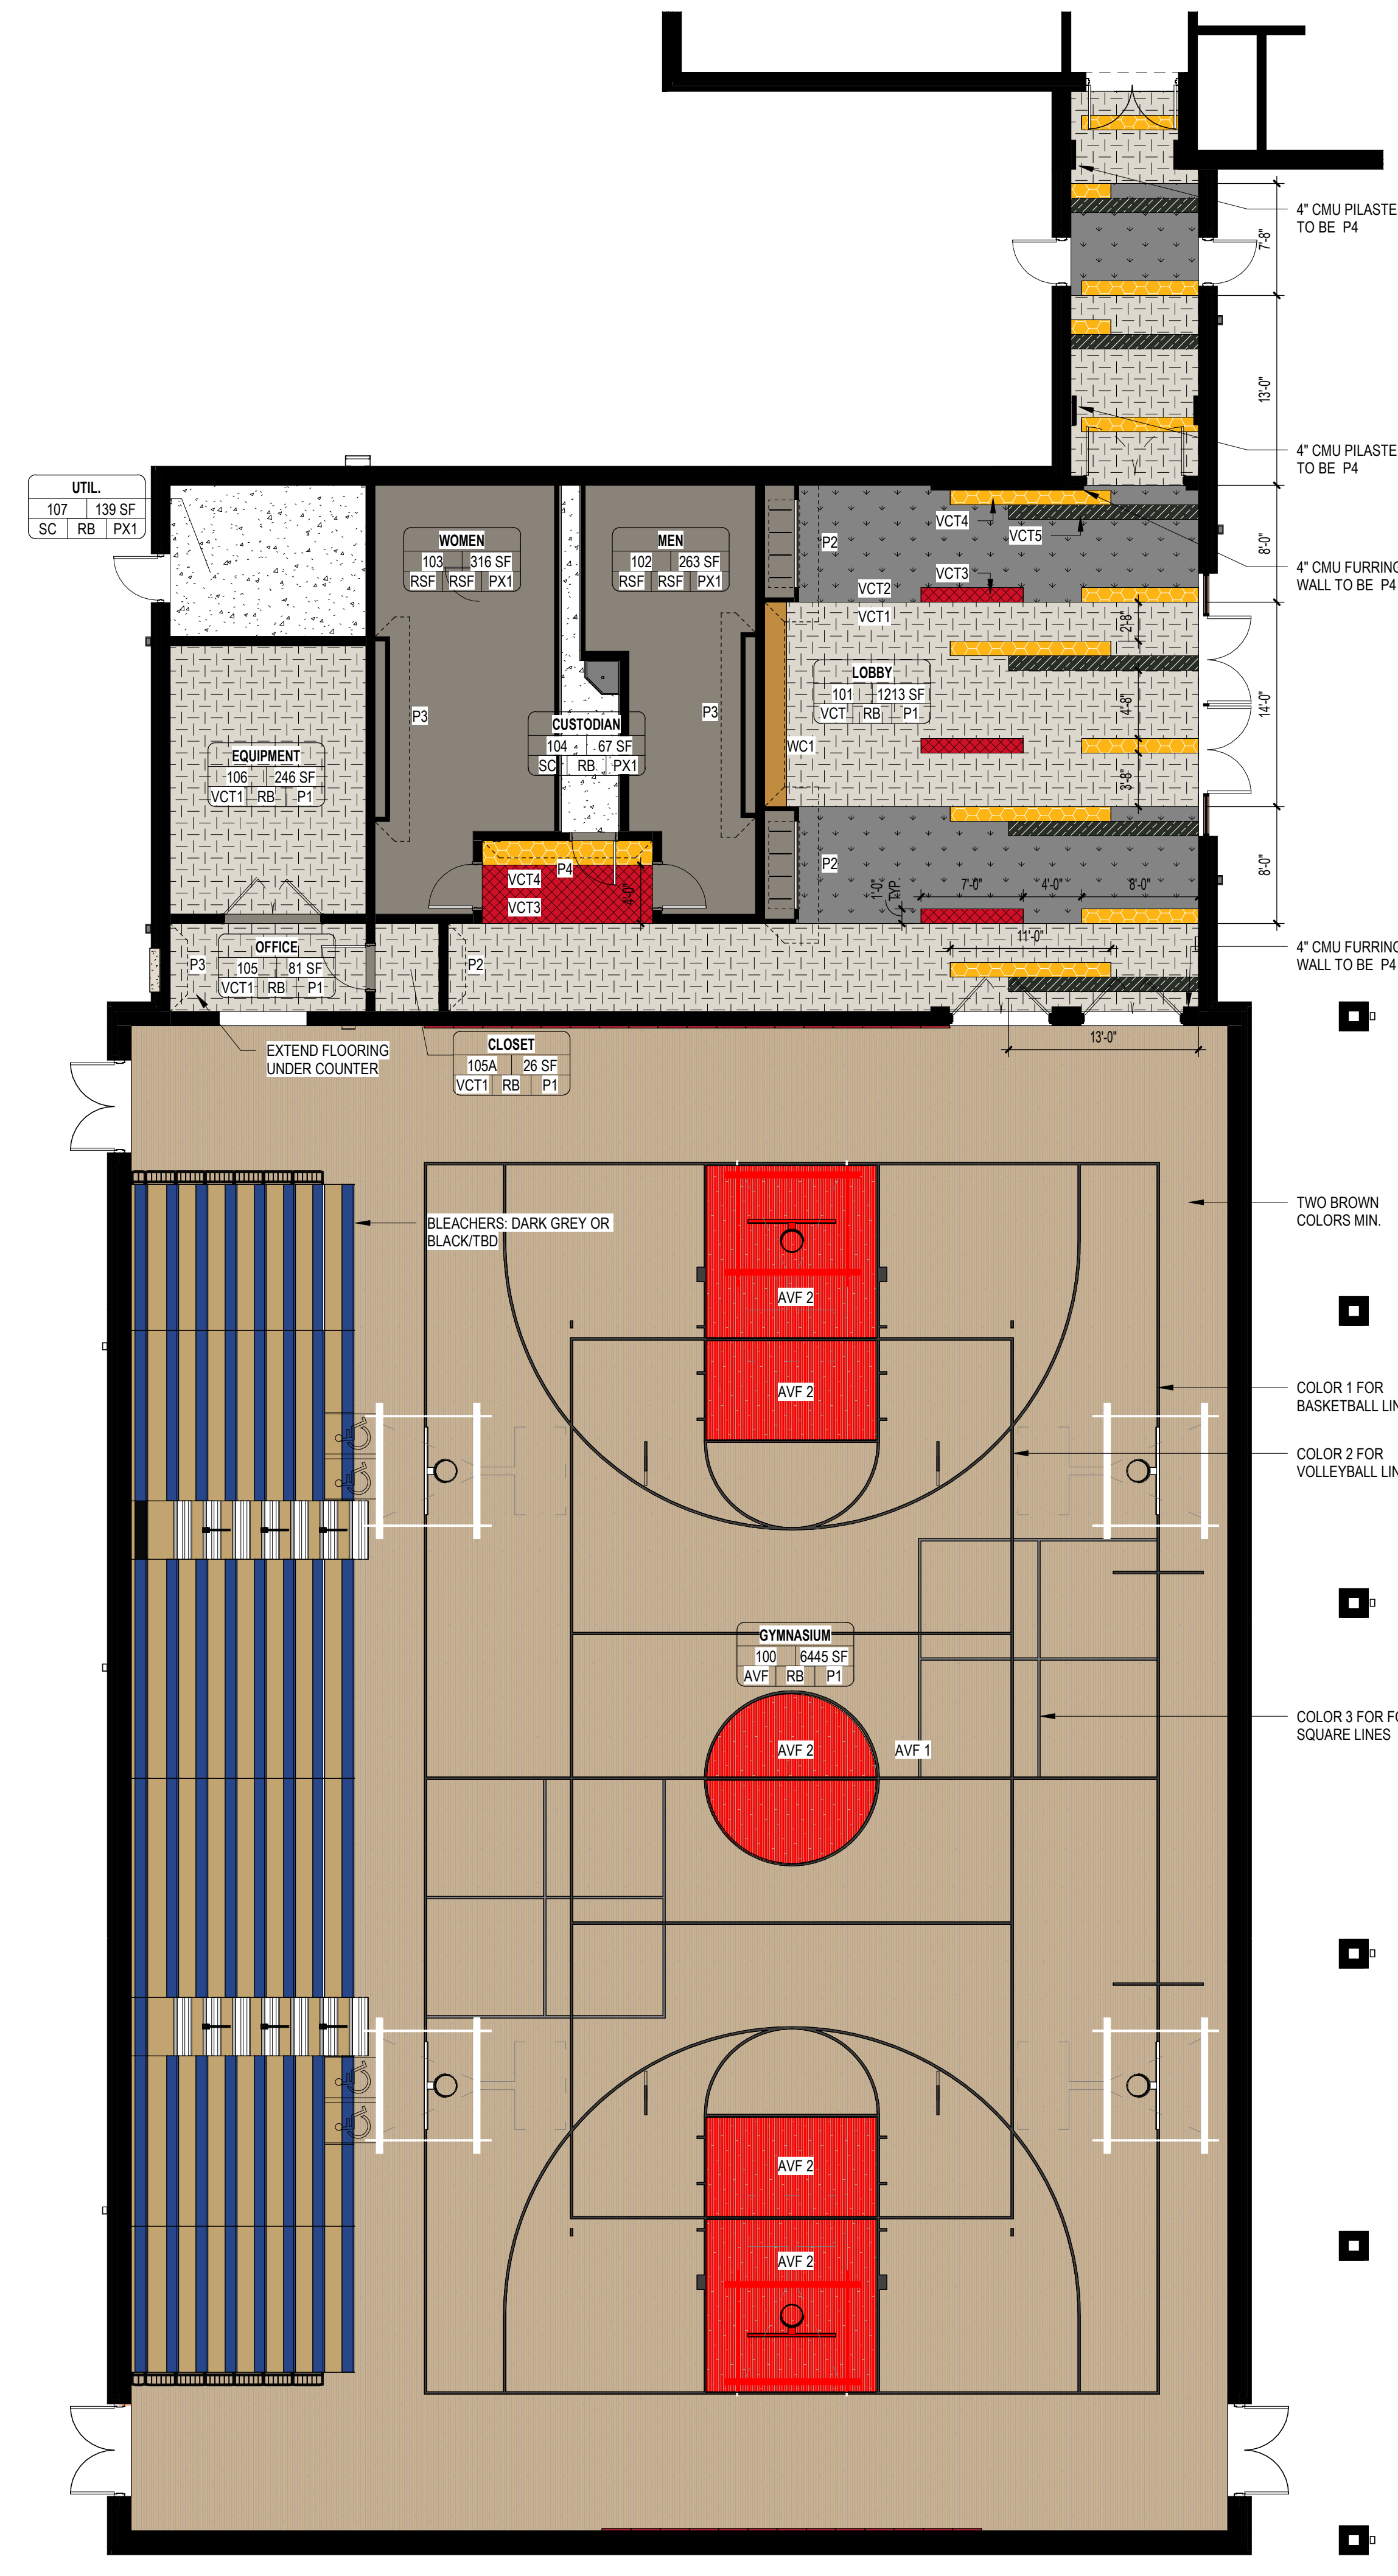 4" CMU PILASTE
TO BE P4
7'-8"
13'-0"
4" CMU PILASTE
TO BE P4
UTIL.
107 139 SF
SC RB PX1
WOMEN
103 316 SF
RSF RSF PX1
MEN
102 263 SF
RSF RSF PX1
P2
VCT4
VCT5
8'-0"
4" CMU FURRING
WALL TO BE P4
VCT3
VCT2
VCT1
2'-8"
LOBBY
101 1213 SF
VCT RB P1
4'-8"
14'-0"
P3
P3
CUSTODIAN
104 67 SF
SC RB PX1
WC1
EQUIPMENT
106 246 SF
VCT1 RB P1
3'-8"
P4
VCT4
VCT3
4'-0"
P2
1'-0"
TYP.
7'-0" 4'-0" 8'-0"
8'-0"
11'-0"
OFFICE
105 81 SF
VCT1 RB P1
P3
P2
4" CMU FURRING
WALL TO BE P4
13'-0"
EXTEND FLOORING
UNDER COUNTER
CLOSET
105A 26 SF
VCT1 RB P1
BLEACHERS: DARK GREY OR
BLACK/TBD
TWO BROWN
COLORS MIN.
AVF 2
AVF 2
COLOR 1 FOR
BASKETBALL LIN
COLOR 2 FOR
VOLLEYBALL LIN
GYMNASIUM
100 6445 SF
AVF RB P1
COLOR 3 FOR FO
SQUARE LINES
AVF 2
AVF 1
AVF 2
AVF 2